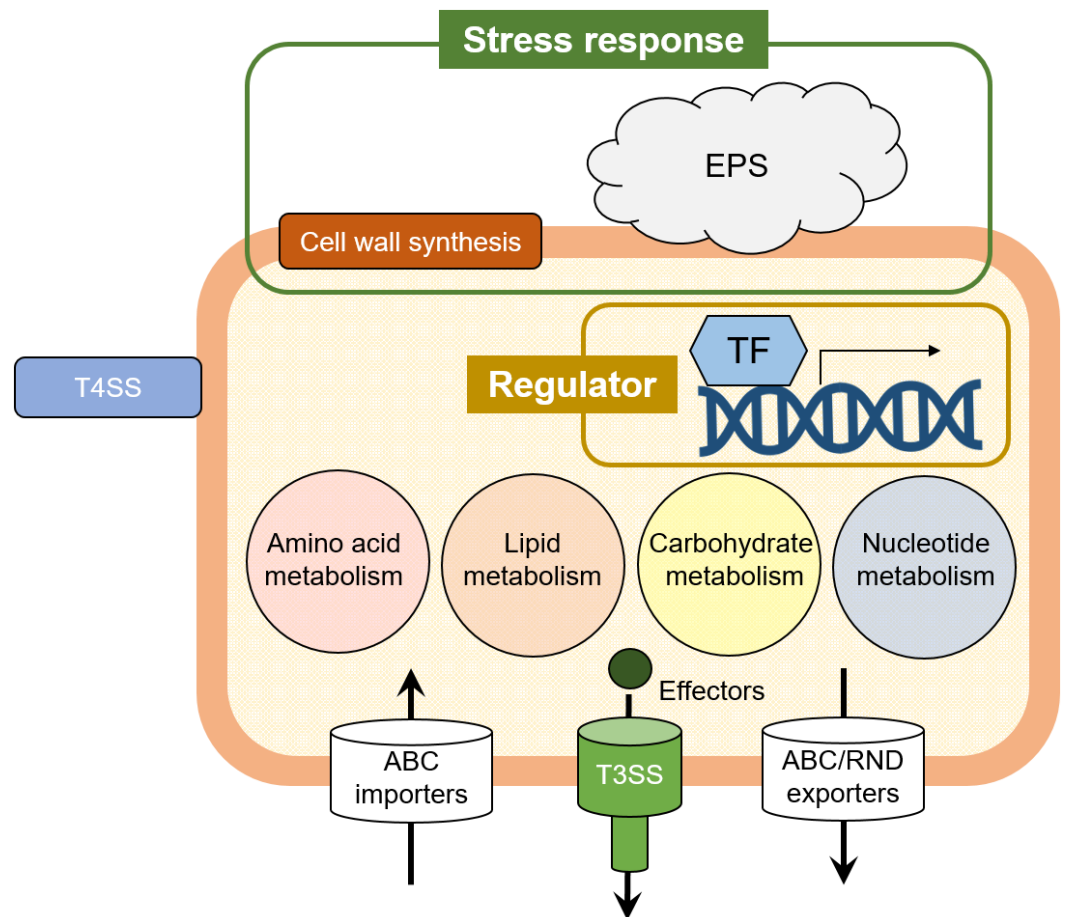 Stress response
EPS
Cell wall synthesis
TF
T4SS
Regulator
Amino acid
metabolism
Lipid
metabolism
Carbohydrate
metabolism
Nucleotide
metabolism
Effectors
ABC
importers
T3SS
ABC/RND
exporters